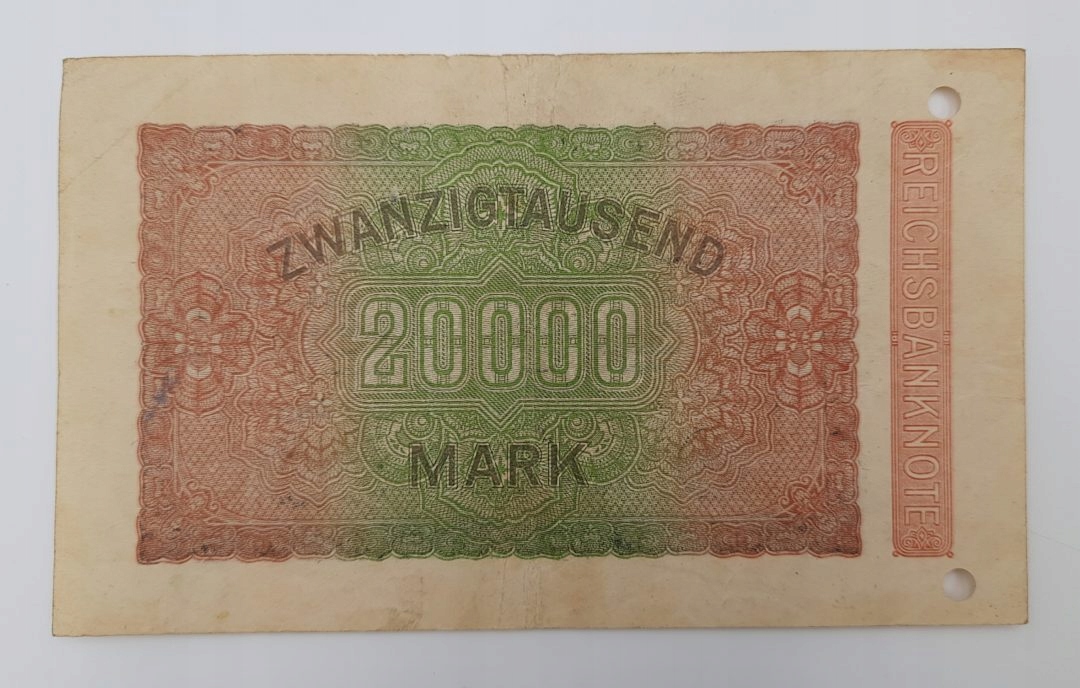 ZWANZIGTAUSEND
20000
MARK
REICHSBANKNOTE